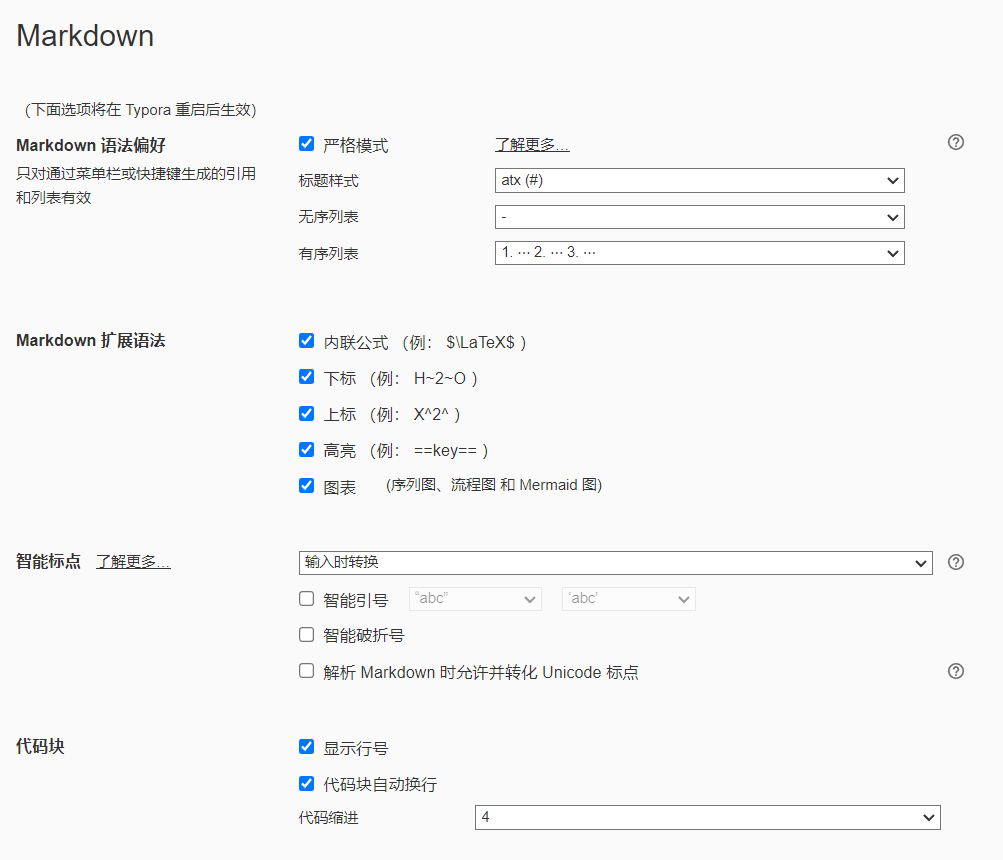 Markdown
（下面选项将在 Typora 重启后生效）
Markdown 语法偏好
只对通过菜单栏或快捷键生成的引用
和列表有效
严格模式
了解更多…
标题样式
atx (#)
无序列表
-
有序列表
1. ··· 2. ··· 3. ···
Markdown 扩展语法
内联公式 （例： $\LaTeX$ ）
下标 （例： H~2~O ）
上标 （例： X^2^ ）
高亮 （例： ==key== ）
图表 (序列图、流程图 和 Mermaid 图)
智能标点 了解更多…
输入时转换
智能引号 “abc” ‘abc’
智能破折号
解析 Markdown 时允许并转化 Unicode 标点
代码块
显示行号
代码块自动换行
代码缩进
4